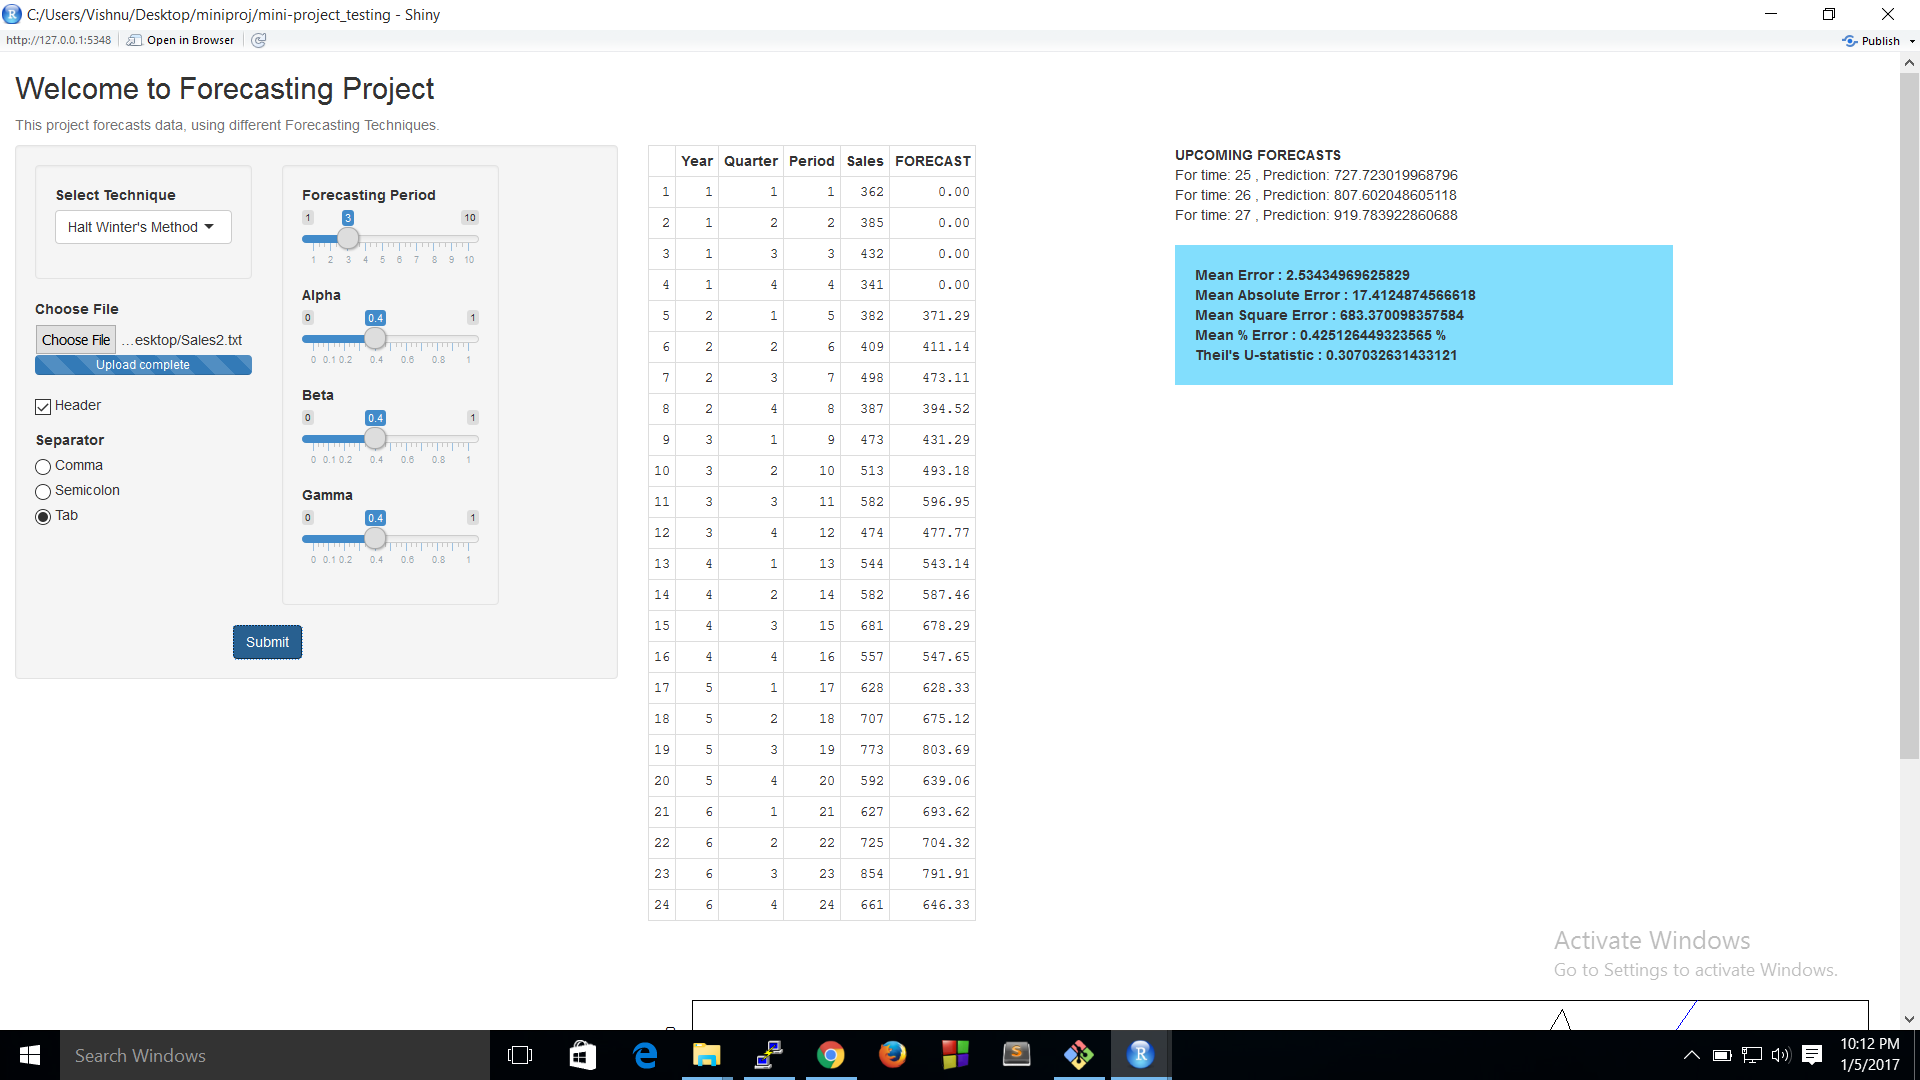 C:/Users/Vishnu/Desktop/miniproj/mini-project_testing - Shiny
http://127.0.0.1:5348 Open in Browser Publish
Welcome to Forecasting Project
This project forecasts data, using different Forecasting Techniques.
Select Technique
Halt Winter's Method
Choose File
Choose File ...esktop/Sales2.txt
Upload complete
Header
Separator
Comma
Semicolon
Tab
Forecasting Period
1 3 10
1 2 3 4 5 6 7 8 9 10
Alpha
0 0.4 1
0 0.1 0.2 0.4 0.6 0.8 1
Beta
0 0.4 1
0 0.1 0.2 0.4 0.6 0.8 1
Gamma
0 0.4 1
0 0.1 0.2 0.4 0.6 0.8 1
Submit
Year Quarter Period Sales FORECAST
1 1 1 1 362 0.00
2 1 2 2 385 0.00
3 1 3 3 432 0.00
4 1 4 4 341 0.00
5 2 1 5 382 371.29
6 2 2 6 409 411.14
7 2 3 7 498 473.11
8 2 4 8 387 394.52
9 3 1 9 473 431.29
10 3 2 10 513 493.18
11 3 3 11 582 596.95
12 3 4 12 474 477.77
13 4 1 13 544 543.14
14 4 2 14 582 587.46
15 4 3 15 681 678.29
16 4 4 16 557 547.65
17 5 1 17 628 628.33
18 5 2 18 707 675.12
19 5 3 19 773 803.69
20 5 4 20 592 639.06
21 6 1 21 627 693.62
22 6 2 22 725 704.32
23 6 3 23 854 791.91
24 6 4 24 661 646.33
UPCOMING FORECASTS
For time: 25 , Prediction: 727.723019968796
For time: 26 , Prediction: 807.602048605118
For time: 27 , Prediction: 919.783922860688
Mean Error : 2.53434969625829
Mean Absolute Error : 17.4124874566618
Mean Square Error : 683.370098357584
Mean % Error : 0.425126449323565 %
Theil's U-statistic : 0.307032631433121
Activate Windows
Go to Settings to activate Windows.
Search Windows
10:12 PM
1/5/2017